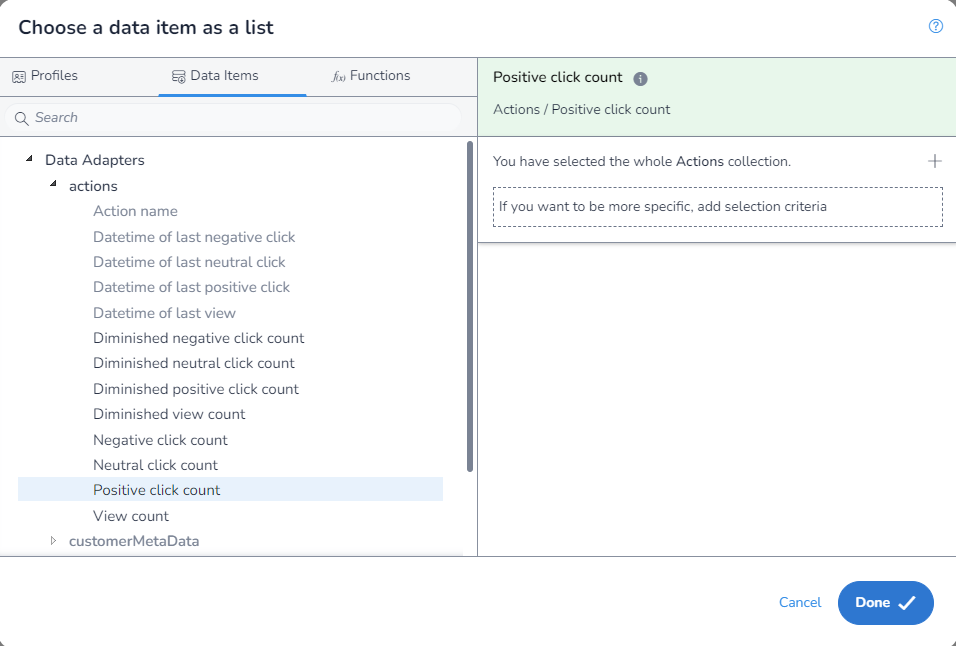 Choose a data item as a list
Profiles
Data Items
f(x) Functions
Search
Data Adapters
actions
Action name
Datetime of last negative click
Datetime of last neutral click
Datetime of last positive click
Datetime of last view
Diminished negative click count
Diminished neutral click count
Diminished positive click count
Diminished view count
Negative click count
Neutral click count
Positive click count
View count
customerMetaData
Positive click count
Actions / Positive click count
You have selected the whole Actions collection.
If you want to be more specific, add selection criteria
Cancel
Done